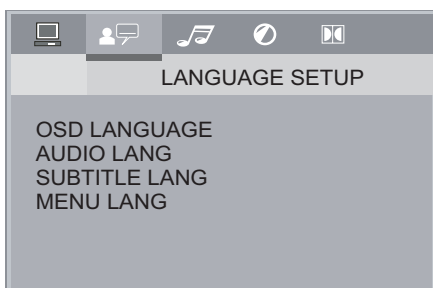 LANGUAGE SETUP
OSD LANGUAGE
AUDIO LANG
SUBTITLE LANG
MENU LANG